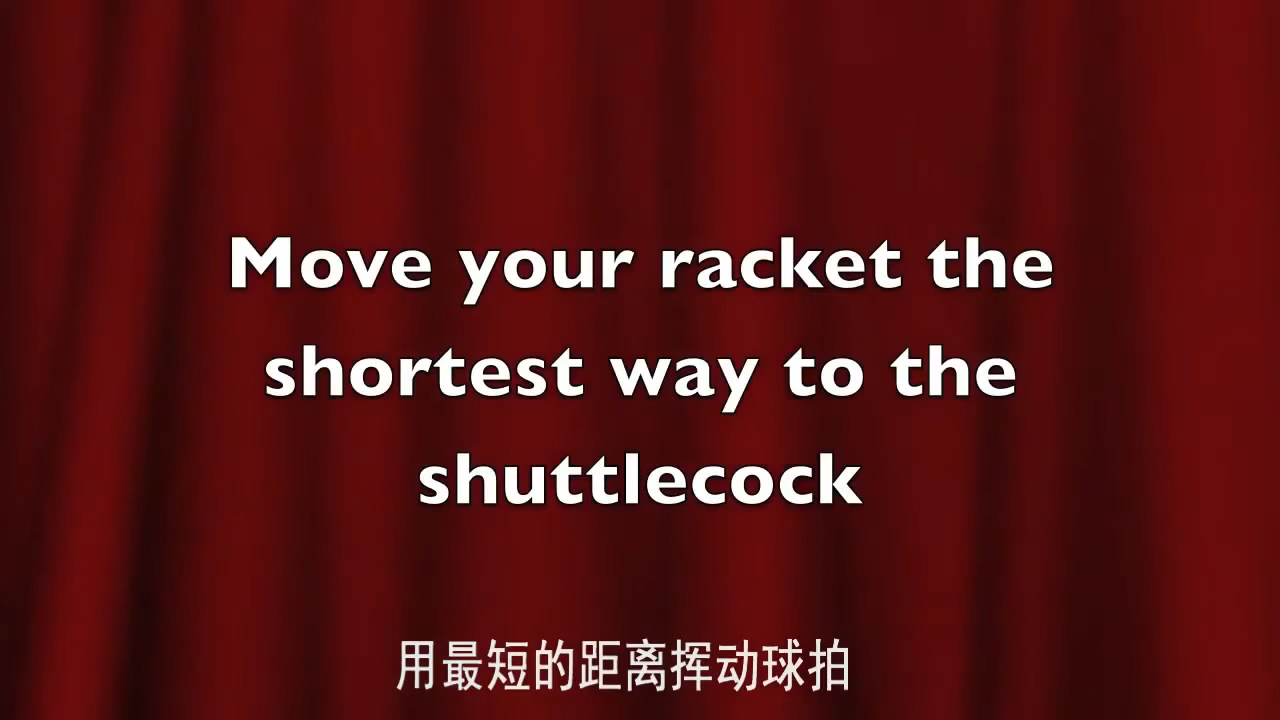 Move your racket the
shortest way to the
shuttlecock
用最短的距离挥动球拍